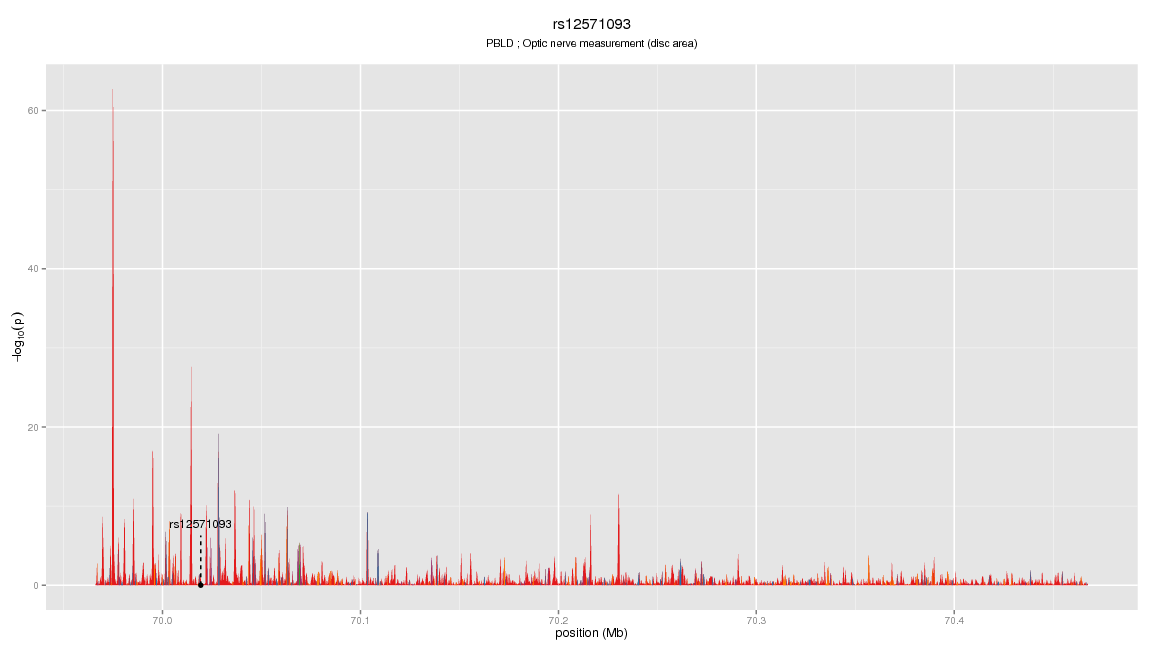 rs12571093
PBLD ; Optic nerve measurement (disc area)
60
40
20
0
−log10(p)
rs12571093
70.0
70.1
70.2
70.3
70.4
position (Mb)